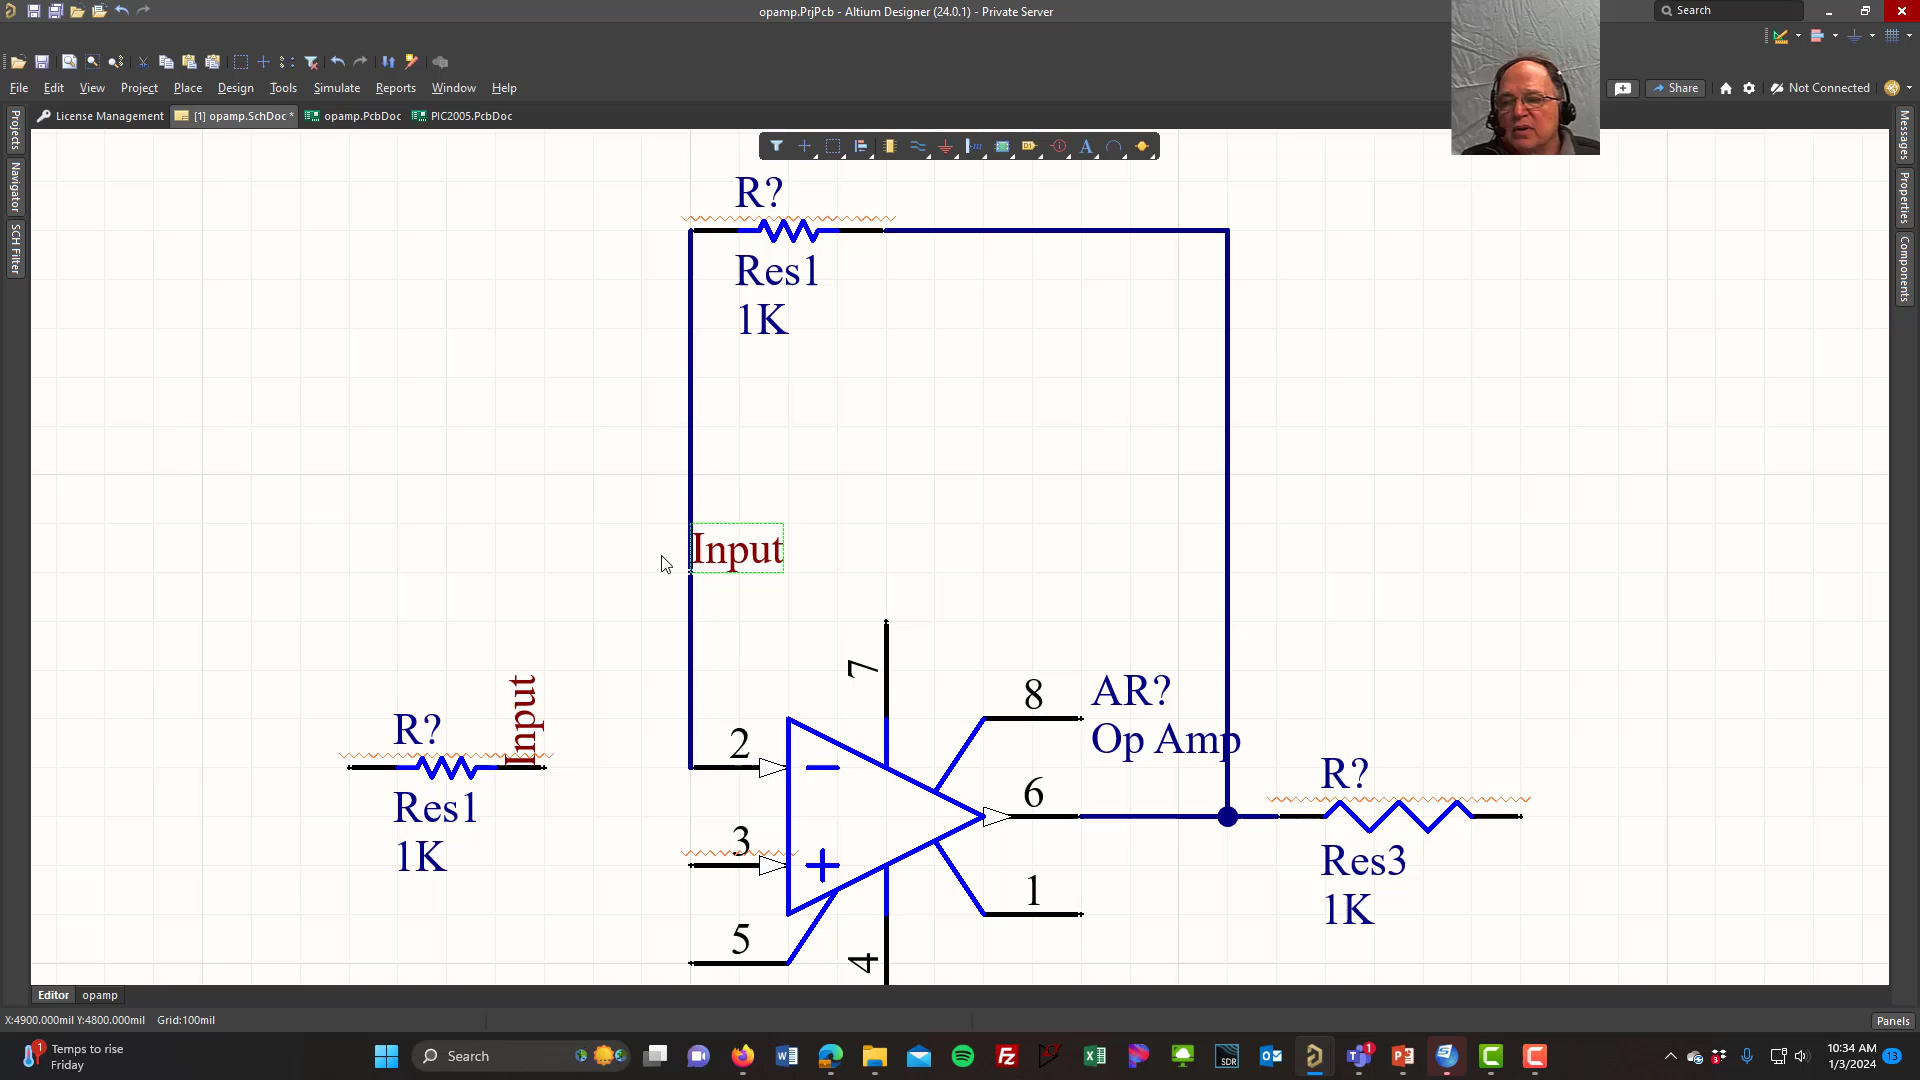 opamp.PrjPcb - Altium Designer (24.0.1) - Private Server
Search
File Edit View Project Place Design Tools Simulate Reports Window Help
Share
Not Connected
License Management
[1] opamp.SchDoc *
opamp.PcbDoc
PIC2005.PcbDoc
Projects
Navigator
SCH Filter
Messages
Properties
Components
R?
Res1
1K
Input
7
8
AR?
Op Amp
Input
R?
Res1
1K
2
3
5
4
6
1
R?
Res3
1K
Editor
opamp
X:4900.000mil Y:4800.000mil Grid:100mil
Panels
1
Temps to rise
Friday
Search
SDR
10:34 AM
1/3/2024
13